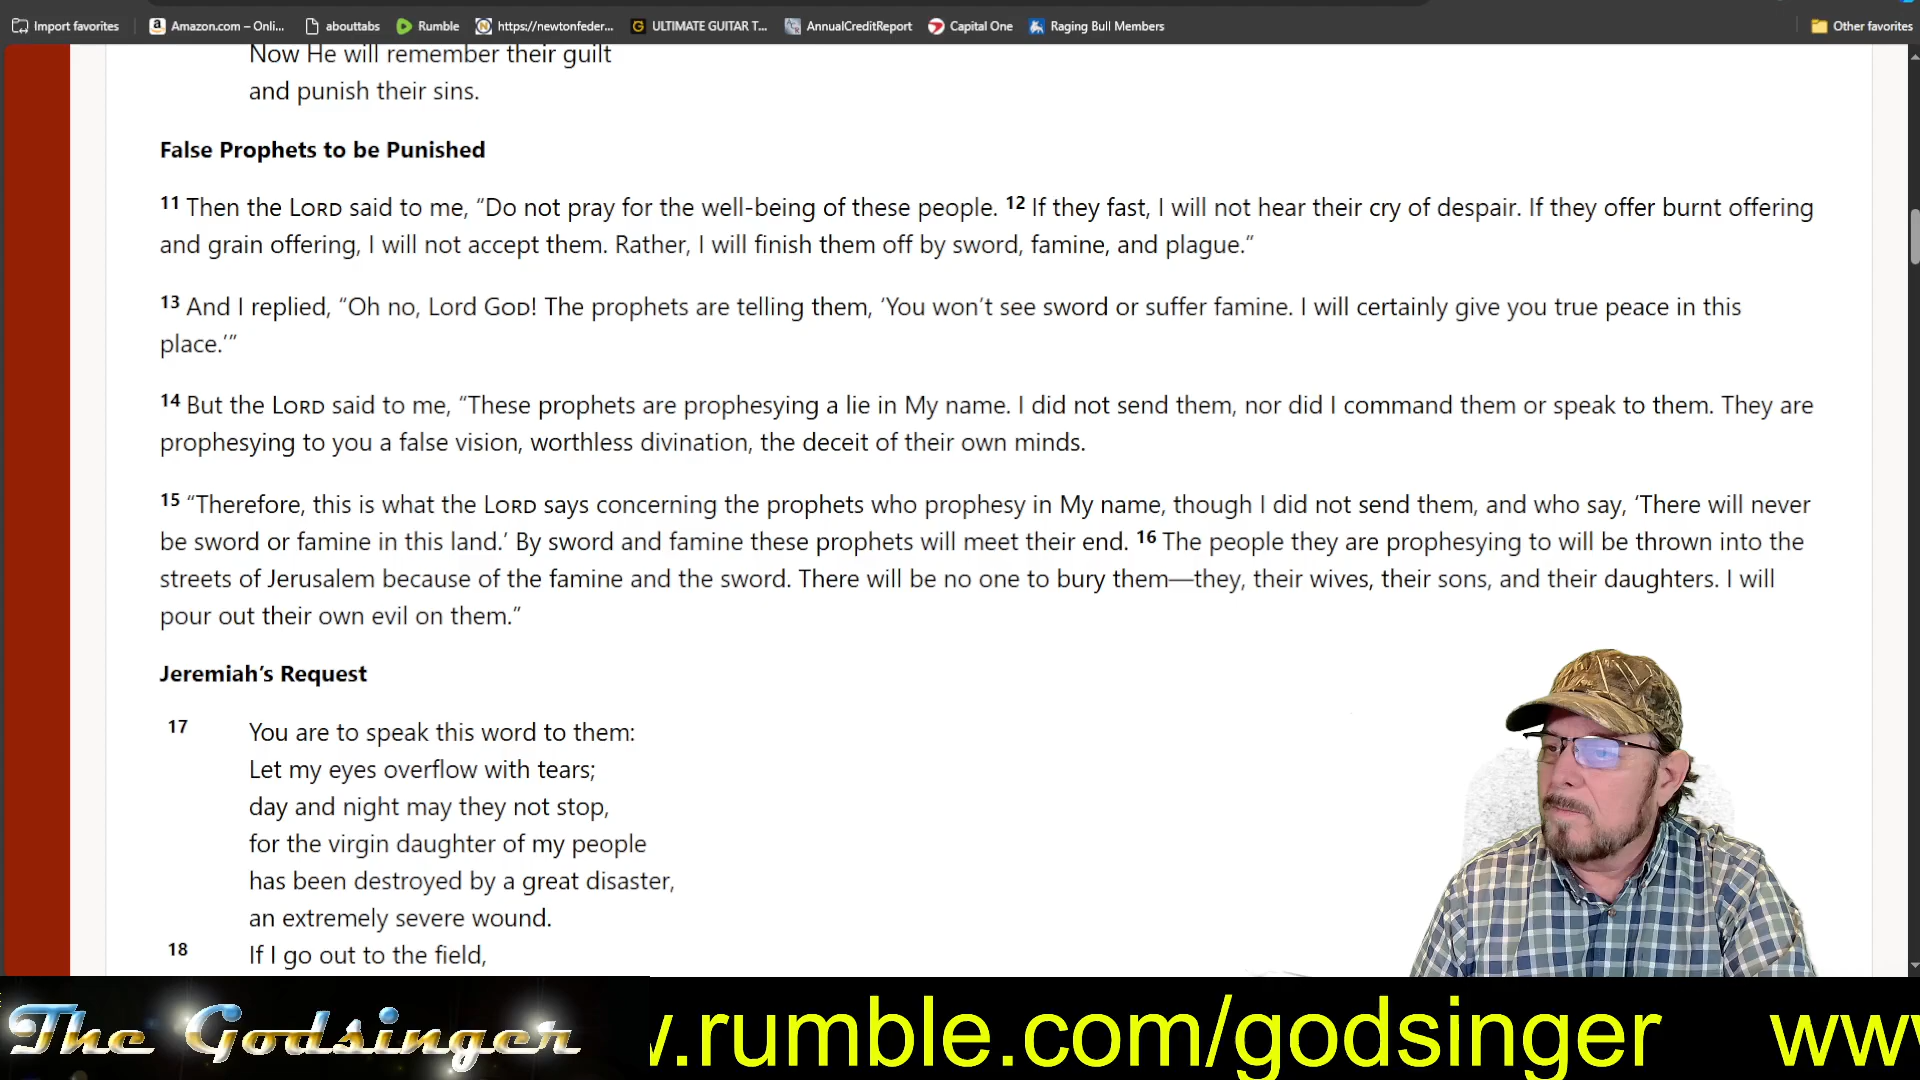 Import favorites Amazon.com – Onli... abouttabs Rumble https://newtonfeder... ULTIMATE GUITAR T... AnnualCreditReport Capital One Raging Bull Members Other favorites
Now He will remember their guilt
and punish their sins.
False Prophets to be Punished
11 Then the LORD said to me, “Do not pray for the well-being of these people. 12 If they fast, I will not hear their cry of despair. If they offer burnt offering
and grain offering, I will not accept them. Rather, I will finish them off by sword, famine, and plague.”
13 And I replied, “Oh no, Lord GOD! The prophets are telling them, ‘You won’t see sword or suffer famine. I will certainly give you true peace in this
place.’”
14 But the LORD said to me, “These prophets are prophesying a lie in My name. I did not send them, nor did I command them or speak to them. They are
prophesying to you a false vision, worthless divination, the deceit of their own minds.
15 “Therefore, this is what the LORD says concerning the prophets who prophesy in My name, though I did not send them, and who say, ‘There will never
be sword or famine in this land.’ By sword and famine these prophets will meet their end. 16 The people they are prophesying to will be thrown into the
streets of Jerusalem because of the famine and the sword. There will be no one to bury them—they, their wives, their sons, and their daughters. I will
pour out their own evil on them.”
Jeremiah’s Request
17 You are to speak this word to them:
Let my eyes overflow with tears;
day and night may they not stop,
for the virgin daughter of my people
has been destroyed by a great disaster,
an extremely severe wound.
18 If I go out to the field,
The Godsinger w.rumble.com/godsinger www